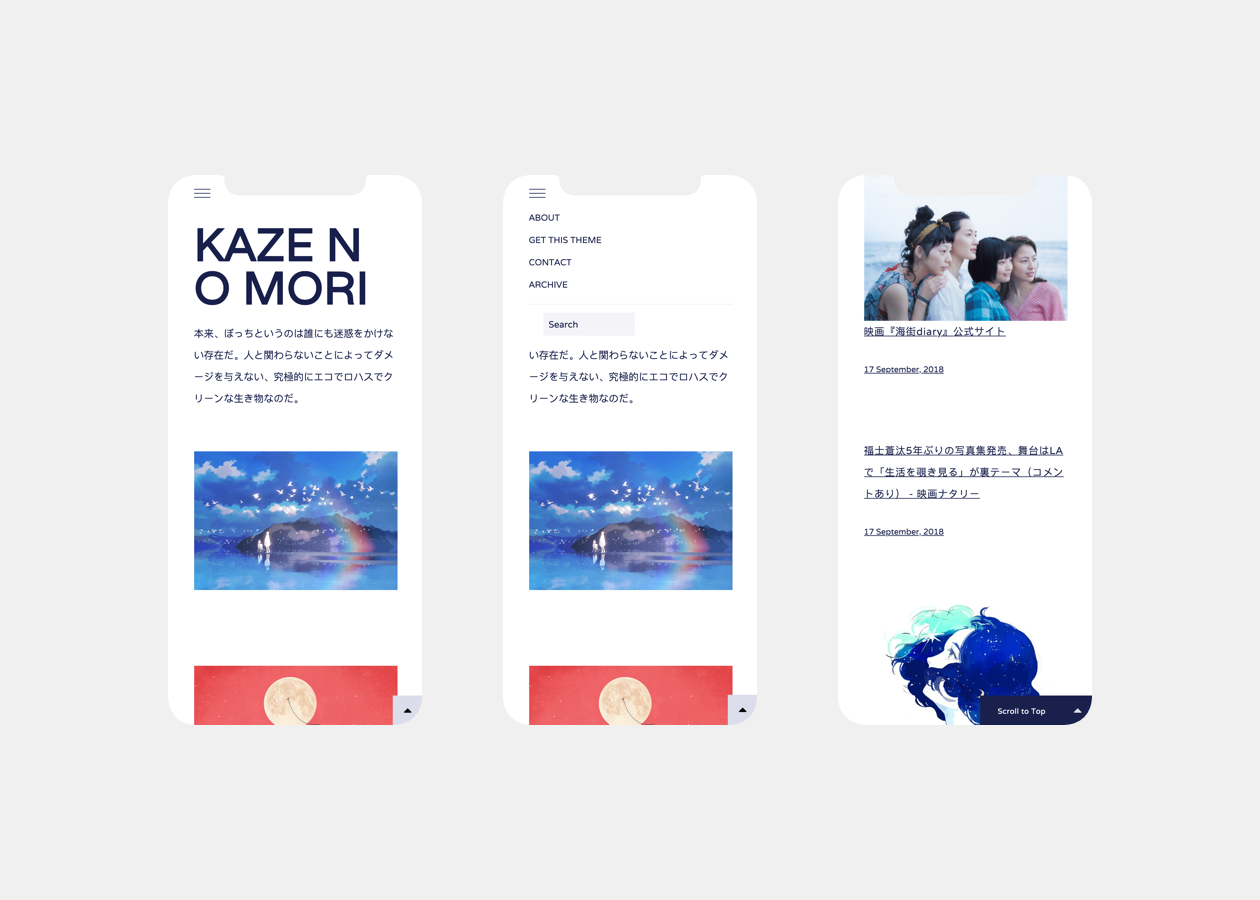 KAZE N
O MORI
本来、ぼっちというのは誰にも迷惑をかけな
い存在だ。人と関わらないことによってダメ
ージを与えない、究極的にエコでロハスでク
リーンな生き物なのだ。
ABOUT
GET THIS THEME
CONTACT
ARCHIVE
Search
い存在だ。人と関わらないことによってダメ
ージを与えない、究極的にエコでロハスでク
リーンな生き物なのだ。
映画『海街diary』公式サイト
17 September, 2018
福士蒼汰5年ぶりの写真集発売、舞台はLA
で「生活を覗き見る」が裏テーマ（コメン
トあり） - 映画ナタリー
17 September, 2018
Scroll to Top